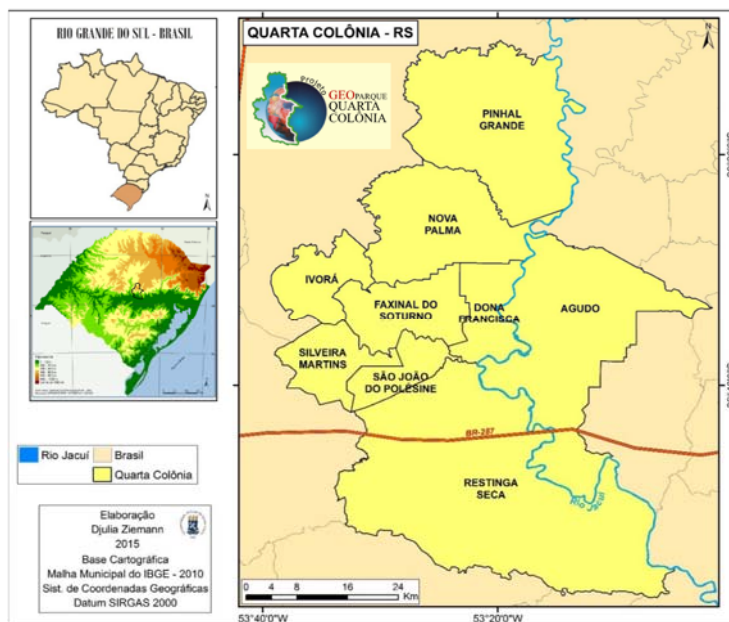 RIO GRANDE DO SUL - BRASIL
N
Rio Jacuí
Brasil
Quarta Colônia
Elaboração
Djulia Ziemann
2015
Base Cartográfica
Malha Municipal do IBGE - 2010
Sist. de Coordenadas Geográficas
Datum SIRGAS 2000
QUARTA COLÔNIA - RS
N
projeto
GEOPARQUE
QUARTA
COLÔNIA
PINHAL
GRANDE
NOVA
PALMA
IVORÁ
FAXINAL DO
SOTURNO
DONA
FRANCISCA
AGUDO
SILVEIRA
MARTINS
SÃO JOÃO
DO POLÊSINE
BR-287
RESTINGA
SECA
Rio Jacuí
0 4 8 16 24
Km
53°40'0"W
53°20'0"W